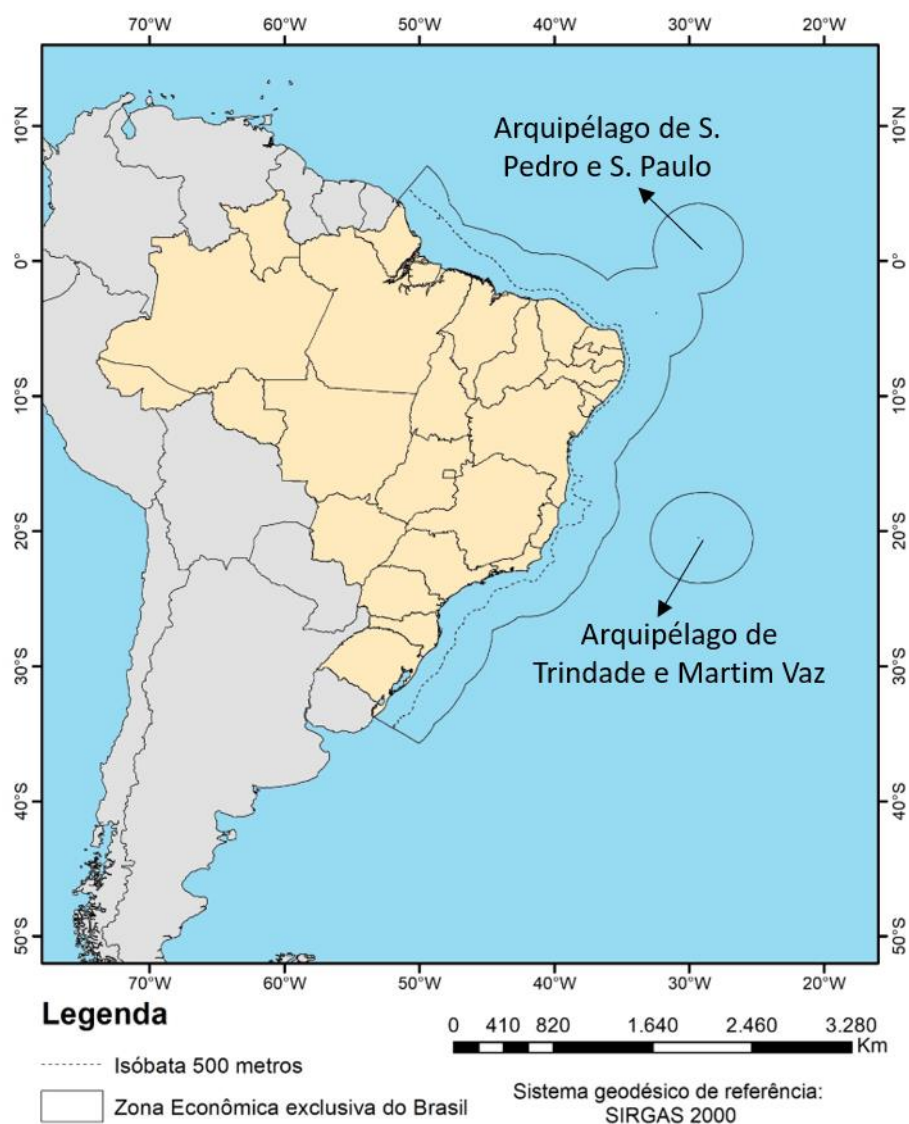 70°W 60°W 50°W 40°W 30°W 20°W
10°N 10°N
Arquipélago de S.
Pedro e S. Paulo
0° 0°
10°S 10°S
20°S 20°S
Arquipélago de
Trindade e Martim Vaz
30°S 30°S
40°S 40°S
50°S 50°S
70°W 60°W 50°W 40°W 30°W 20°W
Legenda
0 410 820 1.640 2.460 3.280
Km
Isóbata 500 metros
Zona Econômica exclusiva do Brasil
Sistema geodésico de referência:
SIRGAS 2000